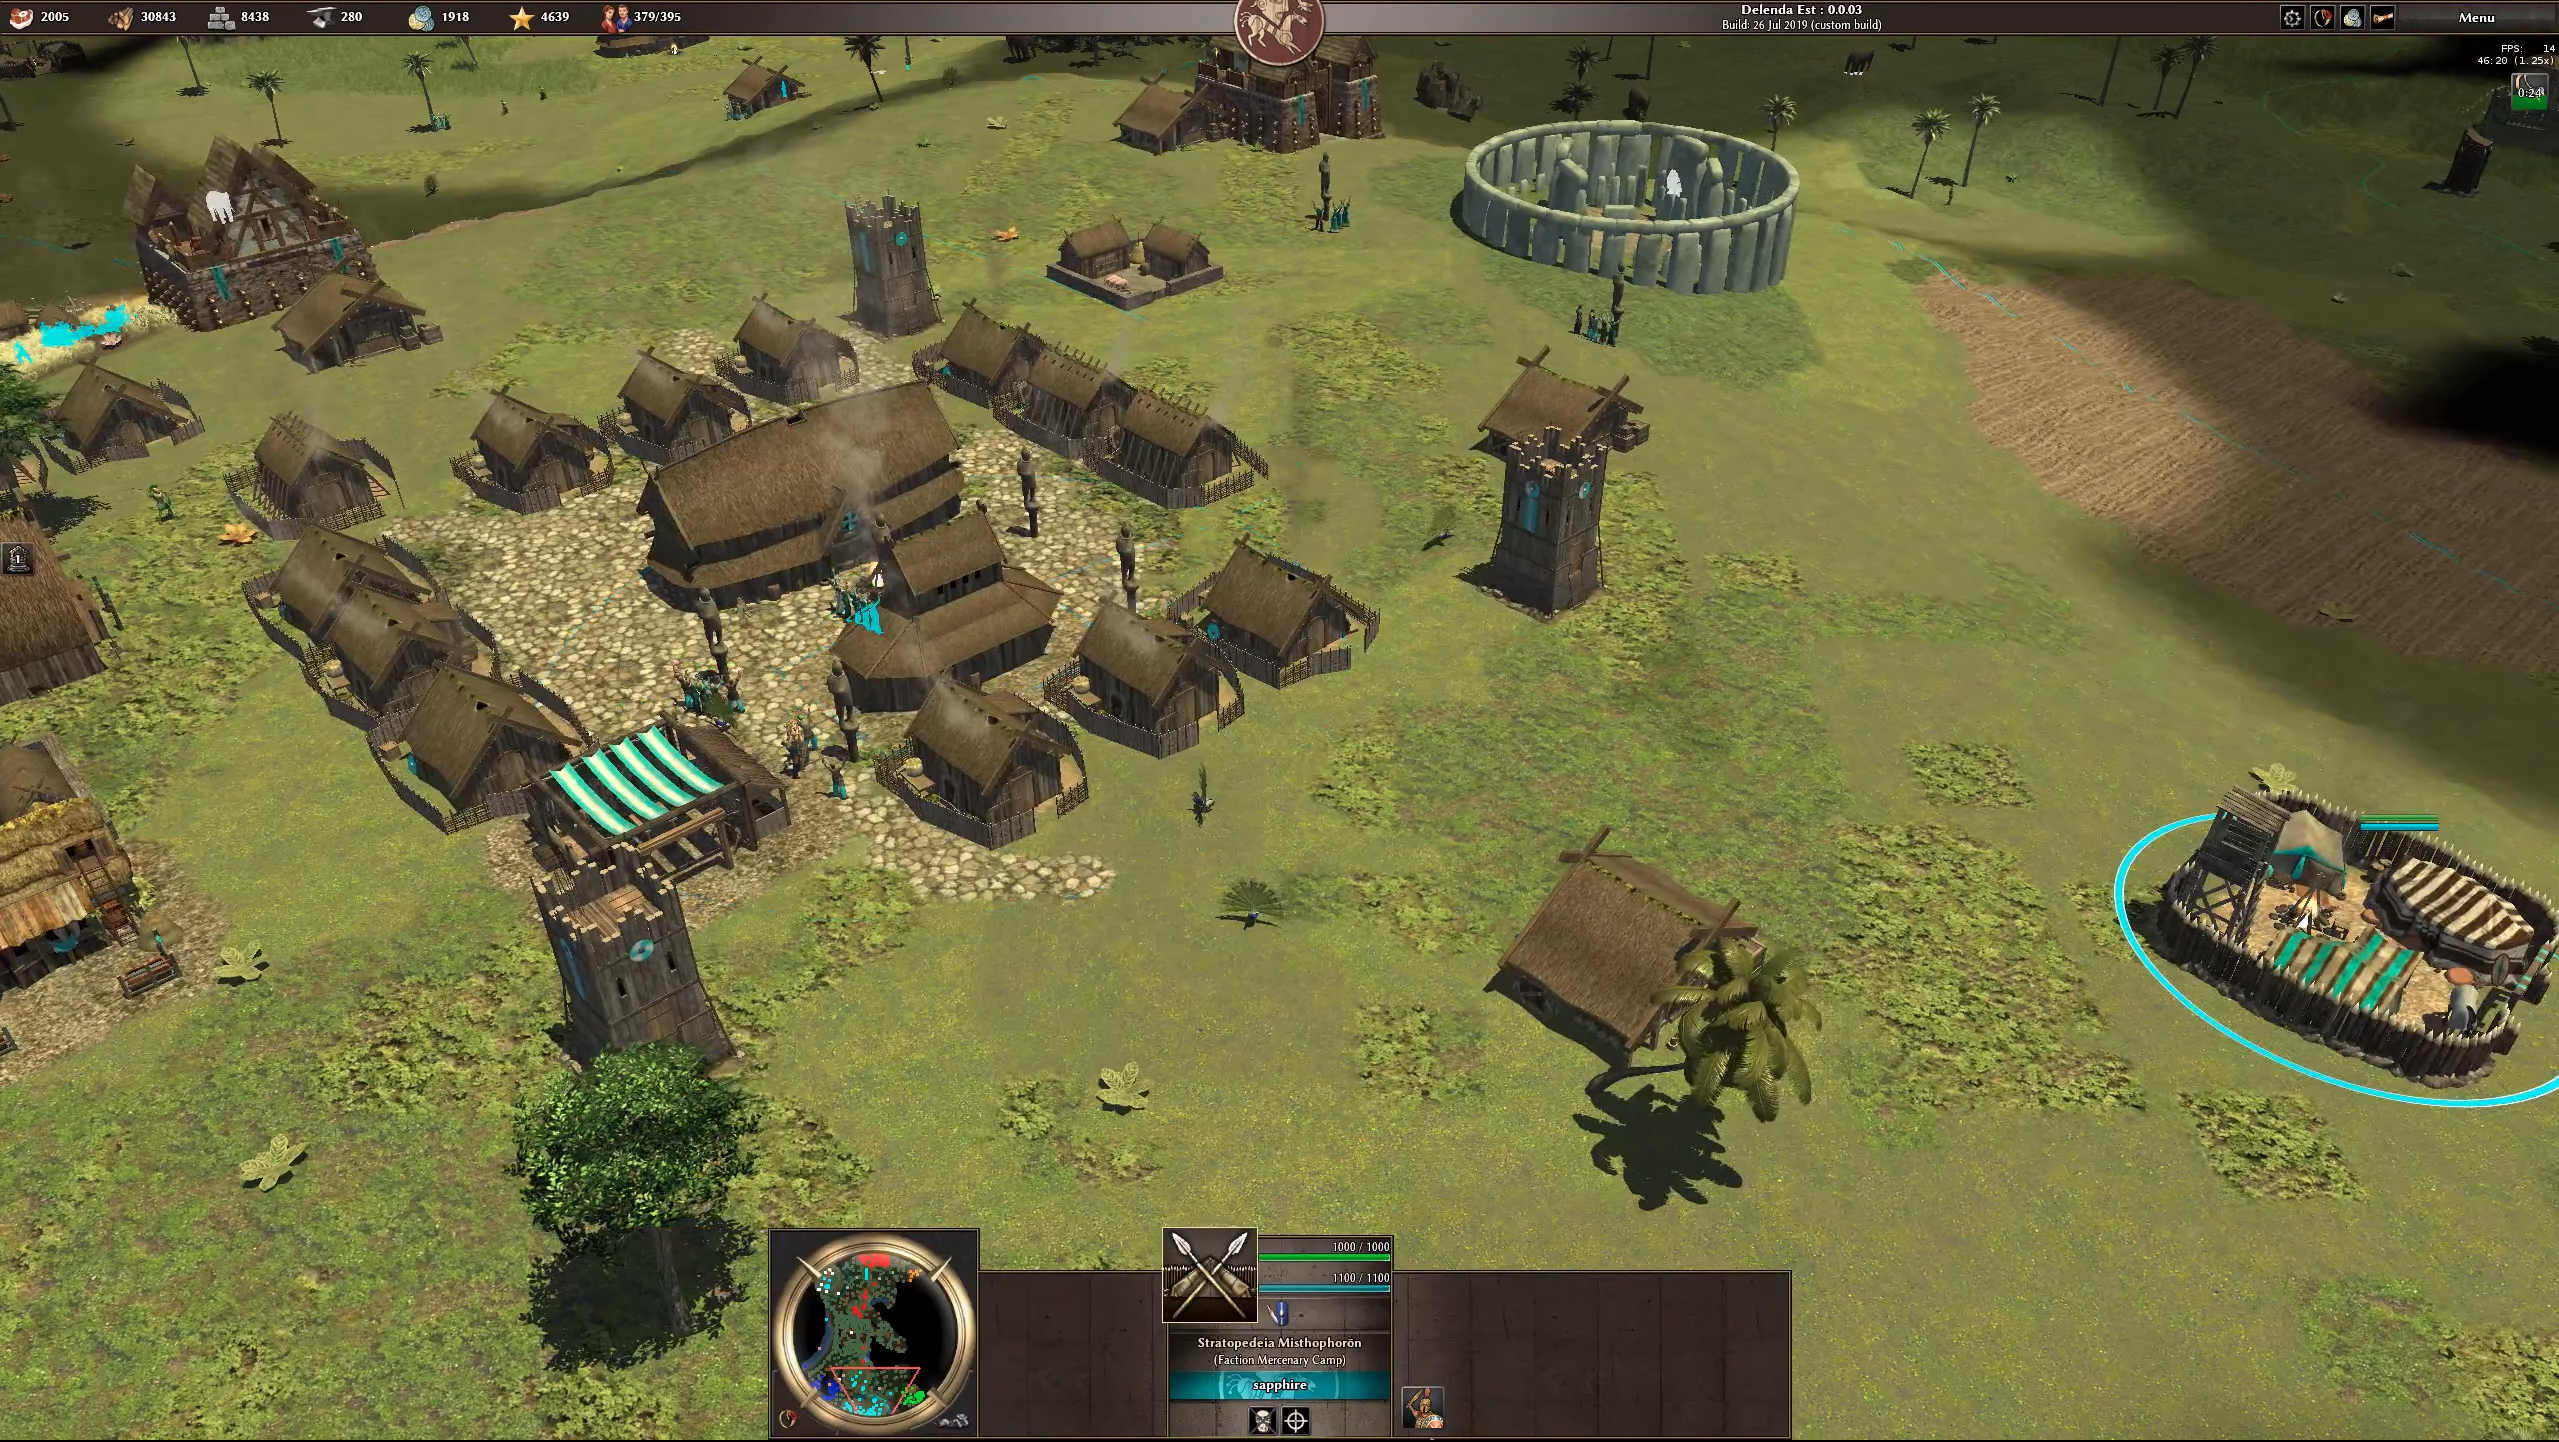 2005 30843 8438 280 1918 4639 379/395
Delenda Est : 0.0.03
Build: 26 Jul 2019 (custom build)
Menu
FPS: 14
46:20 (1.25x)
0:24
1
1000 / 1000
1100 / 1100
Stratopedeia Misthophorōn
(Faction Mercenary Camp)
sapphire